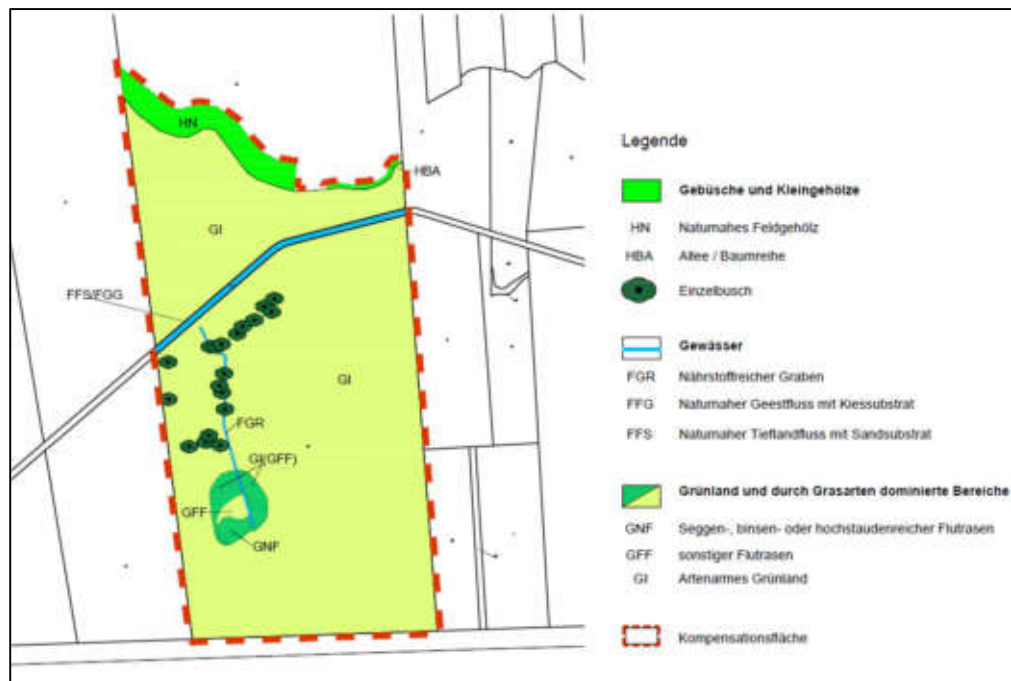 HN
HBA
GI
FFS/FGG
GI
FGR
GI(GFF)
GFF
GNF
Legende
Gebüsche und Kleingehölze
HN Naturnahes Feldgehölz
HBA Allee / Baumreihe
Einzelbusch
Gewässer
FGR Nährstoffreicher Graben
FFG Naturnaher Geestfluss mit Kiessubstrat
FFS Naturnaher Tieflandfluss mit Sandsubstrat
Grünland und durch Grasarten dominierte Bereiche
GNF Seggen-, binsen- oder hochstaudenreicher Flutrasen
GFF sonstiger Flutrasen
GI Artenarmes Grünland
Kompensationsfläche